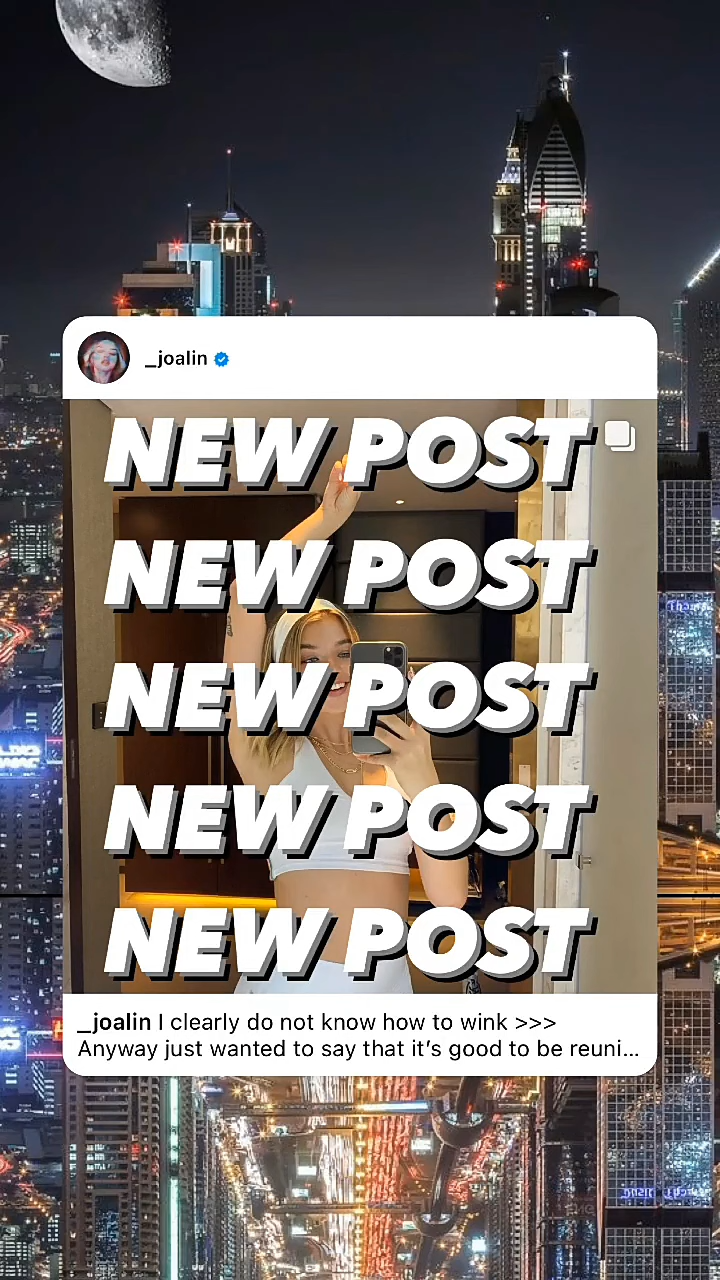 _joalin
NEW POST
NEW POST
NEW POST
NEW POST
NEW POST
_joalin I clearly do not know how to wink >>>
Anyway just wanted to say that it’s good to be reuni...